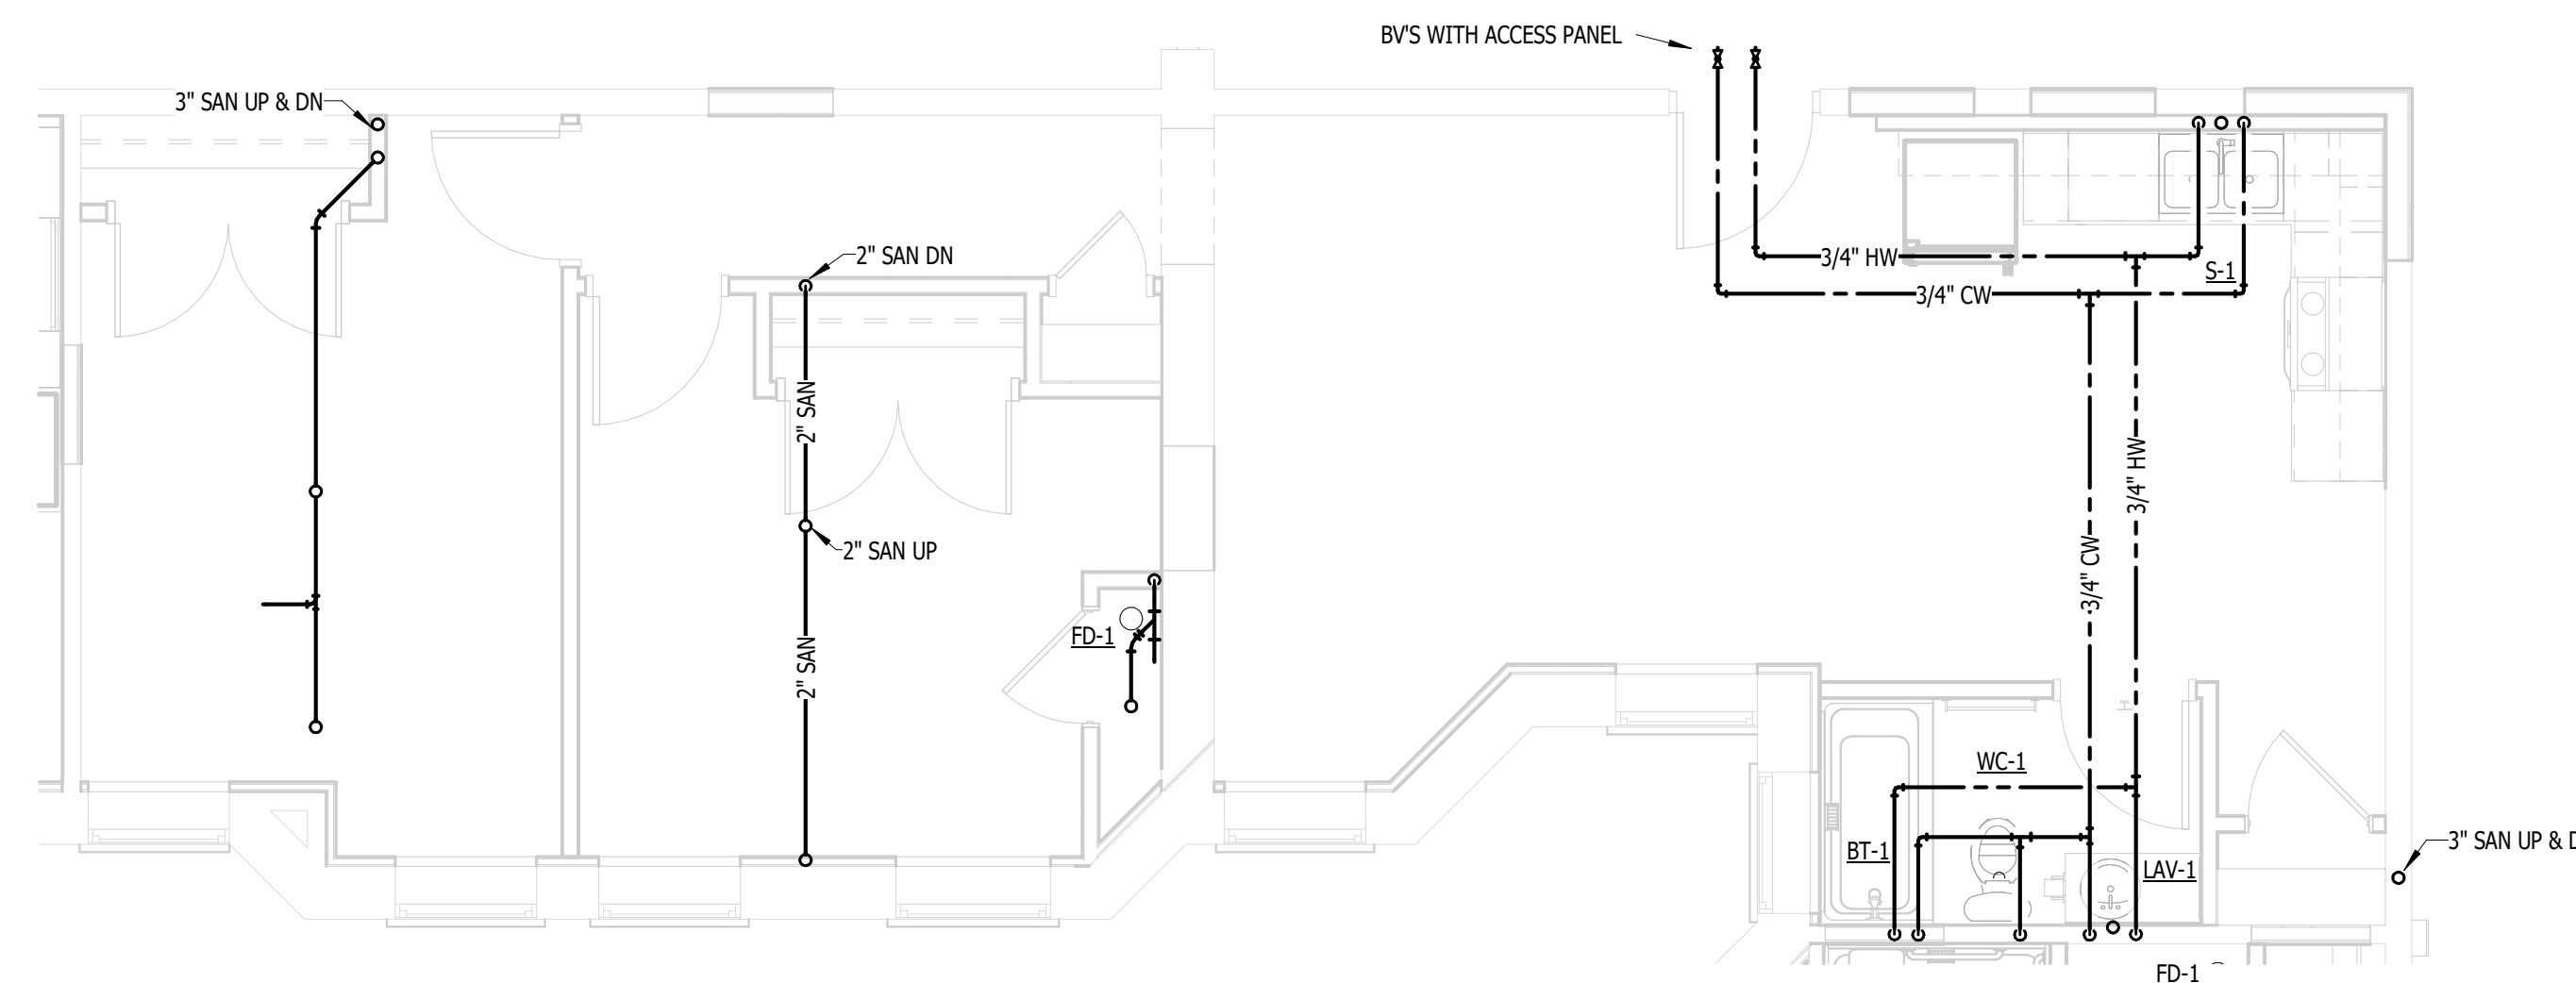 BV'S WITH ACCESS PANEL
3" SAN UP & DN
2" SAN DN
3/4" HW
S-1
3/4" CW
2" SAN
3/4" HW
2" SAN UP
3/4" CW
FD-1
2" SAN
WC-1
BT-1
LAV-1
3" SAN UP &
FD-1